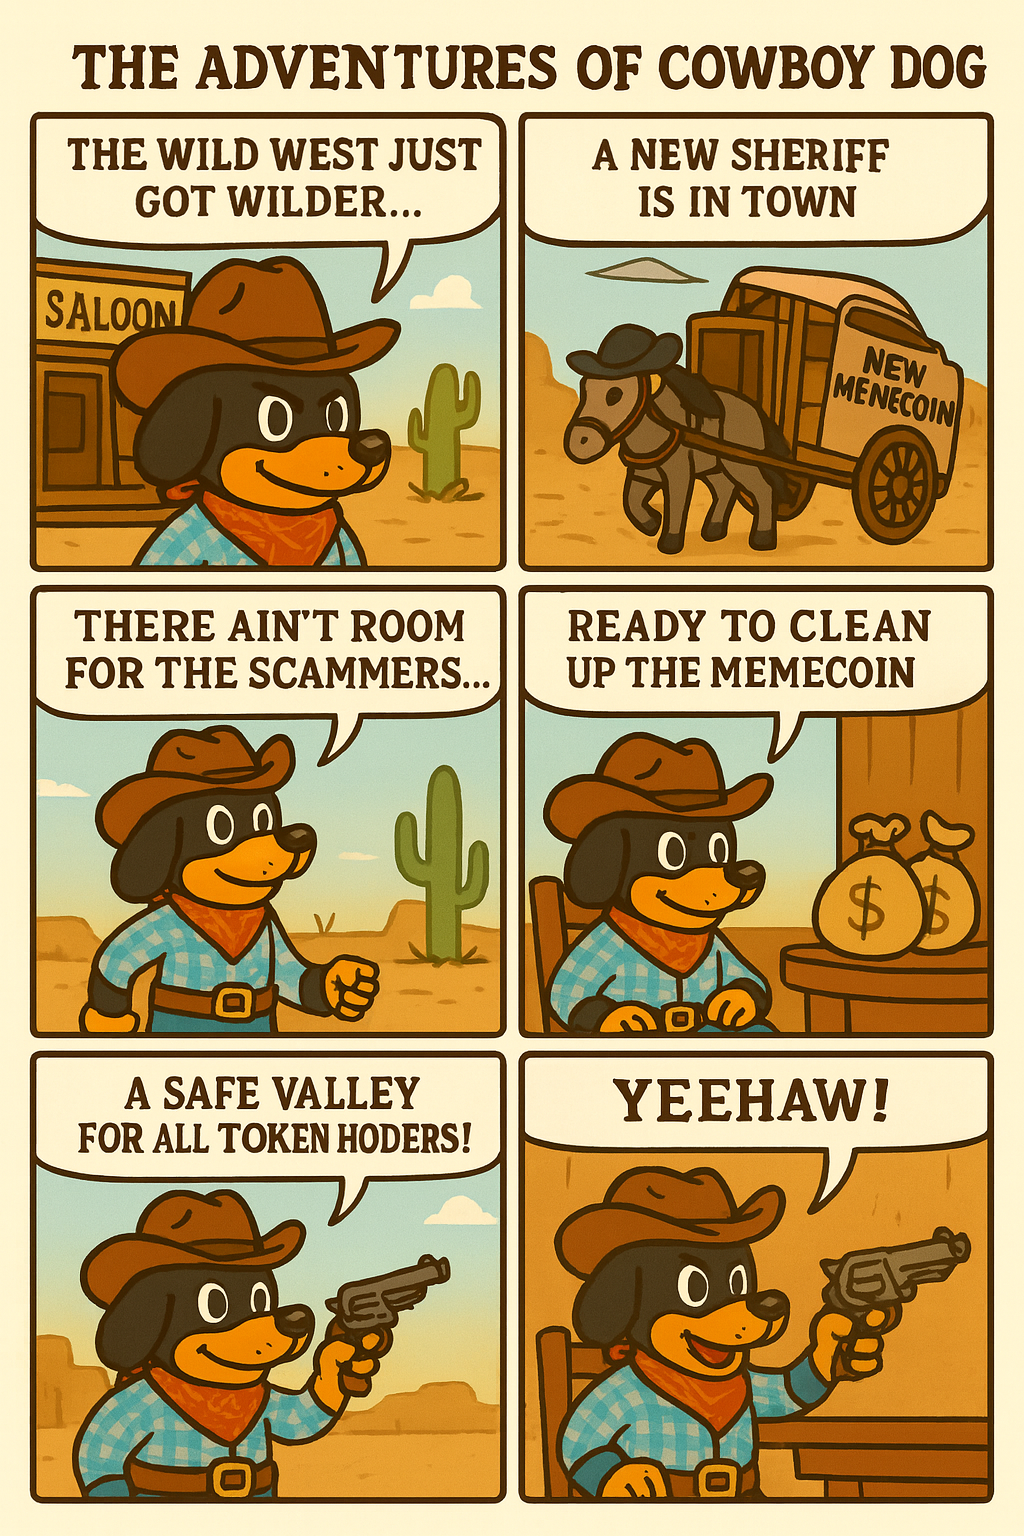 THE ADVENTURES OF COWBOY DOG
THE WILD WEST JUST
GOT WILDER...
SALOON
A NEW SHERIFF
IS IN TOWN
NEW
MENECOIN
THERE AIN'T ROOM
FOR THE SCAMMERS...
READY TO CLEAN
UP THE MEMECOIN
$
$
A SAFE VALLEY
FOR ALL TOKEN HODERS!
YEEHAW!